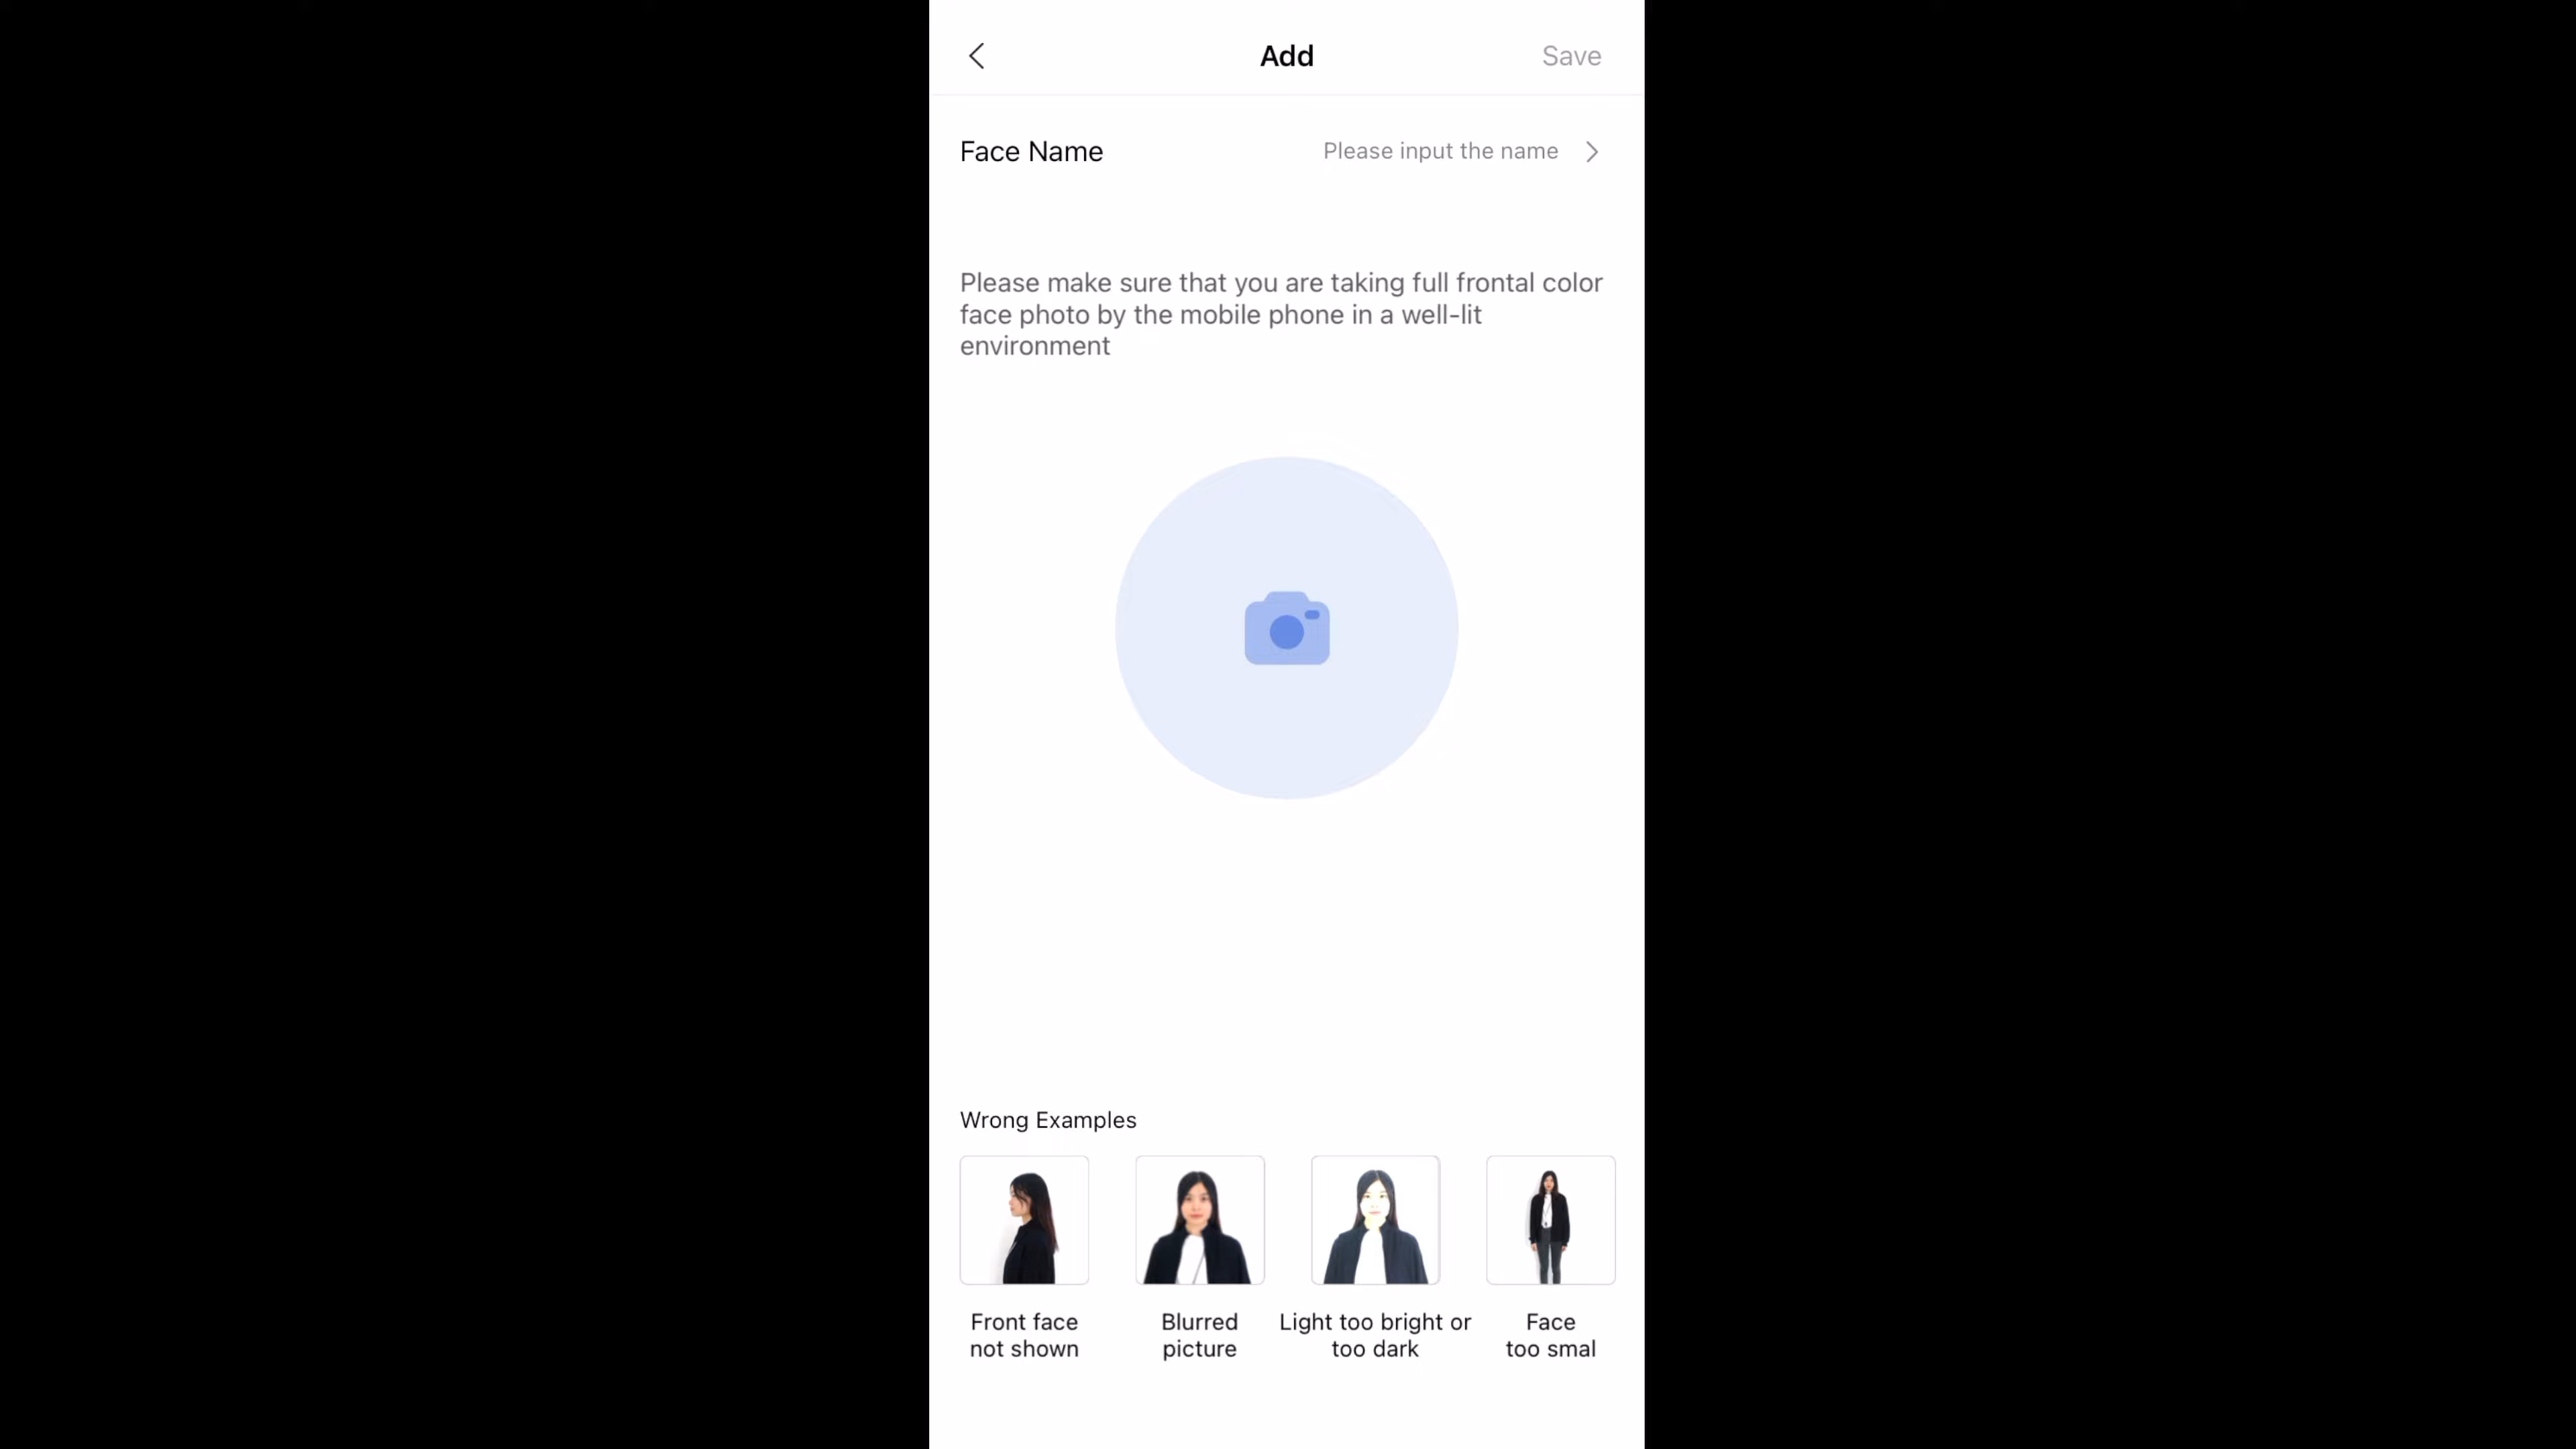 Add
Save
Face Name
Please input the name
Please make sure that you are taking full frontal color
face photo by the mobile phone in a well-lit
environment
Wrong Examples
Front face
not shown
Blurred
picture
Light too bright or
too dark
Face
too smal